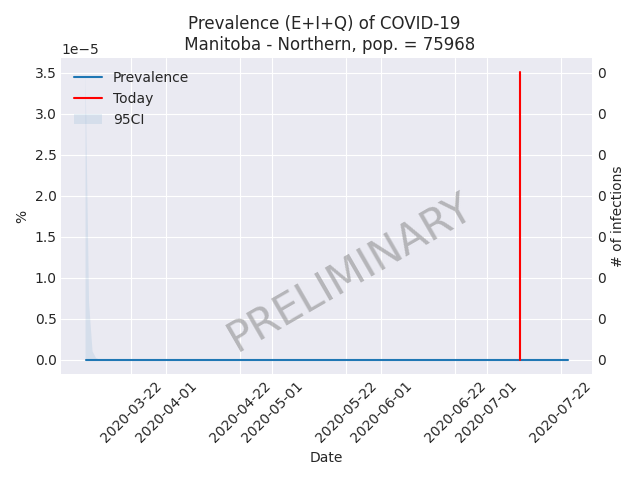 Prevalence (E+I+Q) of COVID-19
Manitoba - Northern, pop. = 75968
1e−5
3.5
3.0
2.5
2.0
1.5
1.0
0.5
0.0
%
Prevalence
Today
95CI
PRELIMINARY
0
0
0
0
0
0
0
0
# of infections
2020-03-22
2020-04-01
2020-04-22
2020-05-01
2020-05-22
2020-06-01
2020-06-22
2020-07-01
2020-07-22
Date